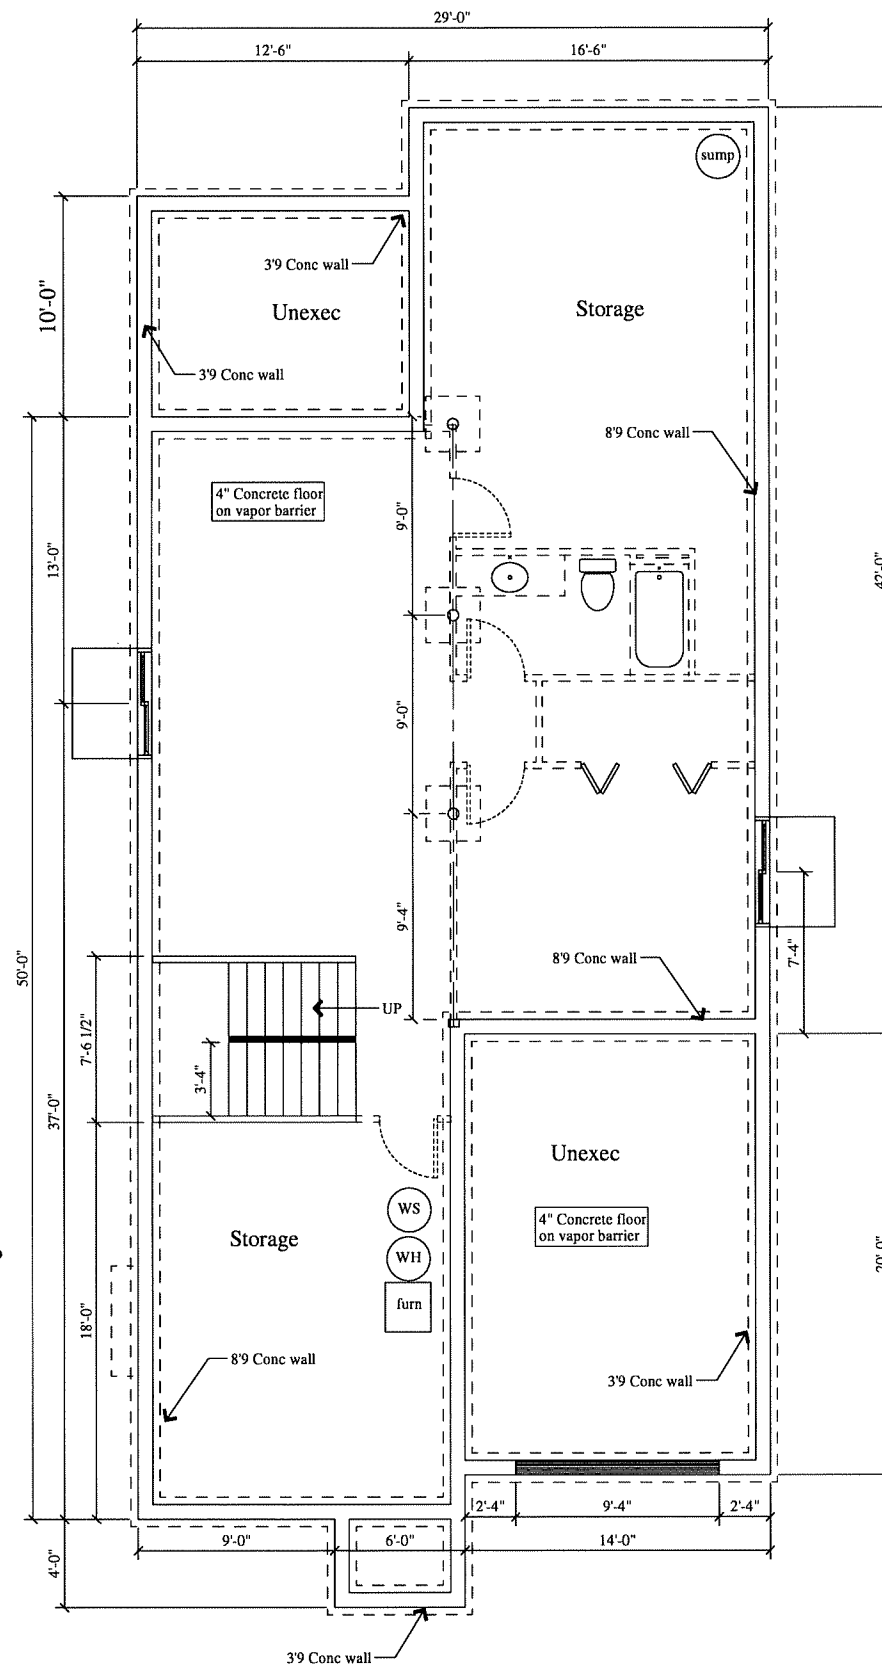 29'-0"
12'-6"
16'-6"
sump
3'9 Conc wall
10'-0"
Unexec
Storage
3'9 Conc wall
8'9 Conc wall
4" Concrete floor
on vapor barrier
9'-0"
13'-0"
42'-0"
9'-0"
9'-4"
7'-4"
8'9 Conc wall
50'-0"
UP
7'-6 1/2"
3'-4"
37'-0"
Unexec
WS
4" Concrete floor
on vapor barrier
Storage
WH
furn
18'-0"
8'9 Conc wall
3'9 Conc wall
2'-4"
9'-4"
2'-4"
9'-0"
6'-0"
14'-0"
4'-0"
3'9 Conc wall